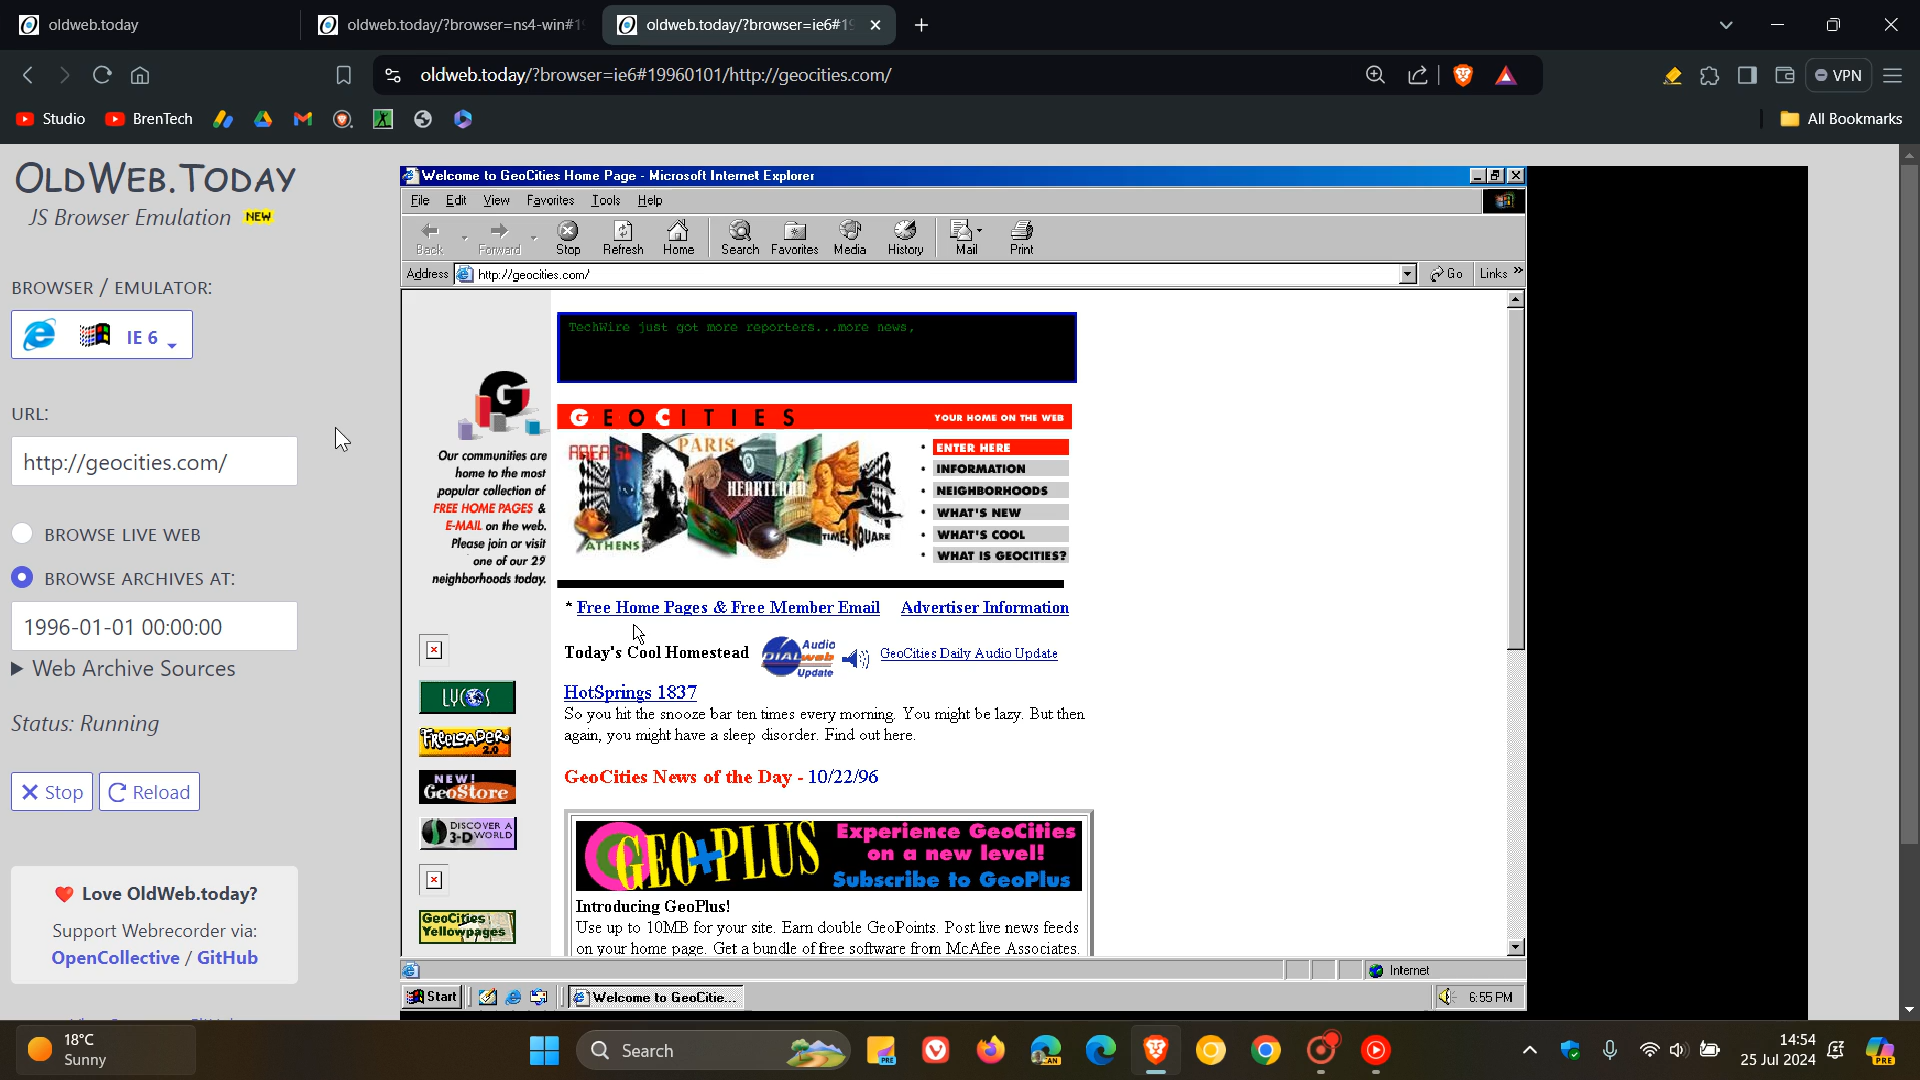 oldweb.today
oldweb.today/?browser=ns4-win#1
oldweb.today/?browser=ie6#19
oldweb.today/?browser=ie6#19960101/http://geocities.com/
VPN
Studio
BrenTech
All Bookmarks
OLDWEB.TODAY
JS Browser Emulation NEW
BROWSER / EMULATOR:
IE 6
URL:
http://geocities.com/
BROWSE LIVE WEB
BROWSE ARCHIVES AT:
1996-01-01 00:00:00
Web Archive Sources
Status: Running
Stop
Reload
Love OldWeb.today?
Support Webrecorder via:
OpenCollective / GitHub
Welcome to GeoCities Home Page - Microsoft Internet Explorer
File Edit View Favorites Tools Help
Back Forward Stop Refresh Home Search Favorites Media History Mail Print
Address http://geocities.com/ Go Links »
TechWire just got more reporters...more news,
G
Our communities are
home to the most
popular collection of
FREE HOME PAGES &
E-MAIL on the web.
Please join or visit
one of our 29
neighborhoods today.
GEOCITIES YOUR HOME ON THE WEB
AREA 51
PARIS
HEARTLAND
ATHENS
TIMES SQUARE
• ENTER HERE
• INFORMATION
• NEIGHBORHOODS
• WHAT'S NEW
• WHAT'S COOL
• WHAT IS GEOCITIES?
* Free Home Pages & Free Member Email Advertiser Information
Today's Cool Homestead
Audio
DIALweb
Update
GeoCities Daily Audio Update
HotSprings 1837
So you hit the snooze bar ten times every morning. You might be lazy. But then
again, you might have a sleep disorder. Find out here.
GeoCities News of the Day - 10/22/96
LYCOS
FREELOADER
2.0
NEW!
GeoStore
DISCOVER A
3-D WORLD
GeoCities
Yellowpages
GEO+PLUS
Experience GeoCities
on a new level!
Subscribe to GeoPlus
Introducing GeoPlus!
Use up to 10MB for your site. Earn double GeoPoints. Post live news feeds
on your home page. Get a bundle of free software from McAfee Associates.
Internet
Start
Welcome to GeoCitie...
6:55 PM
18°C
Sunny
Search
PRE
CAN
14:54
25 Jul 2024
PRE